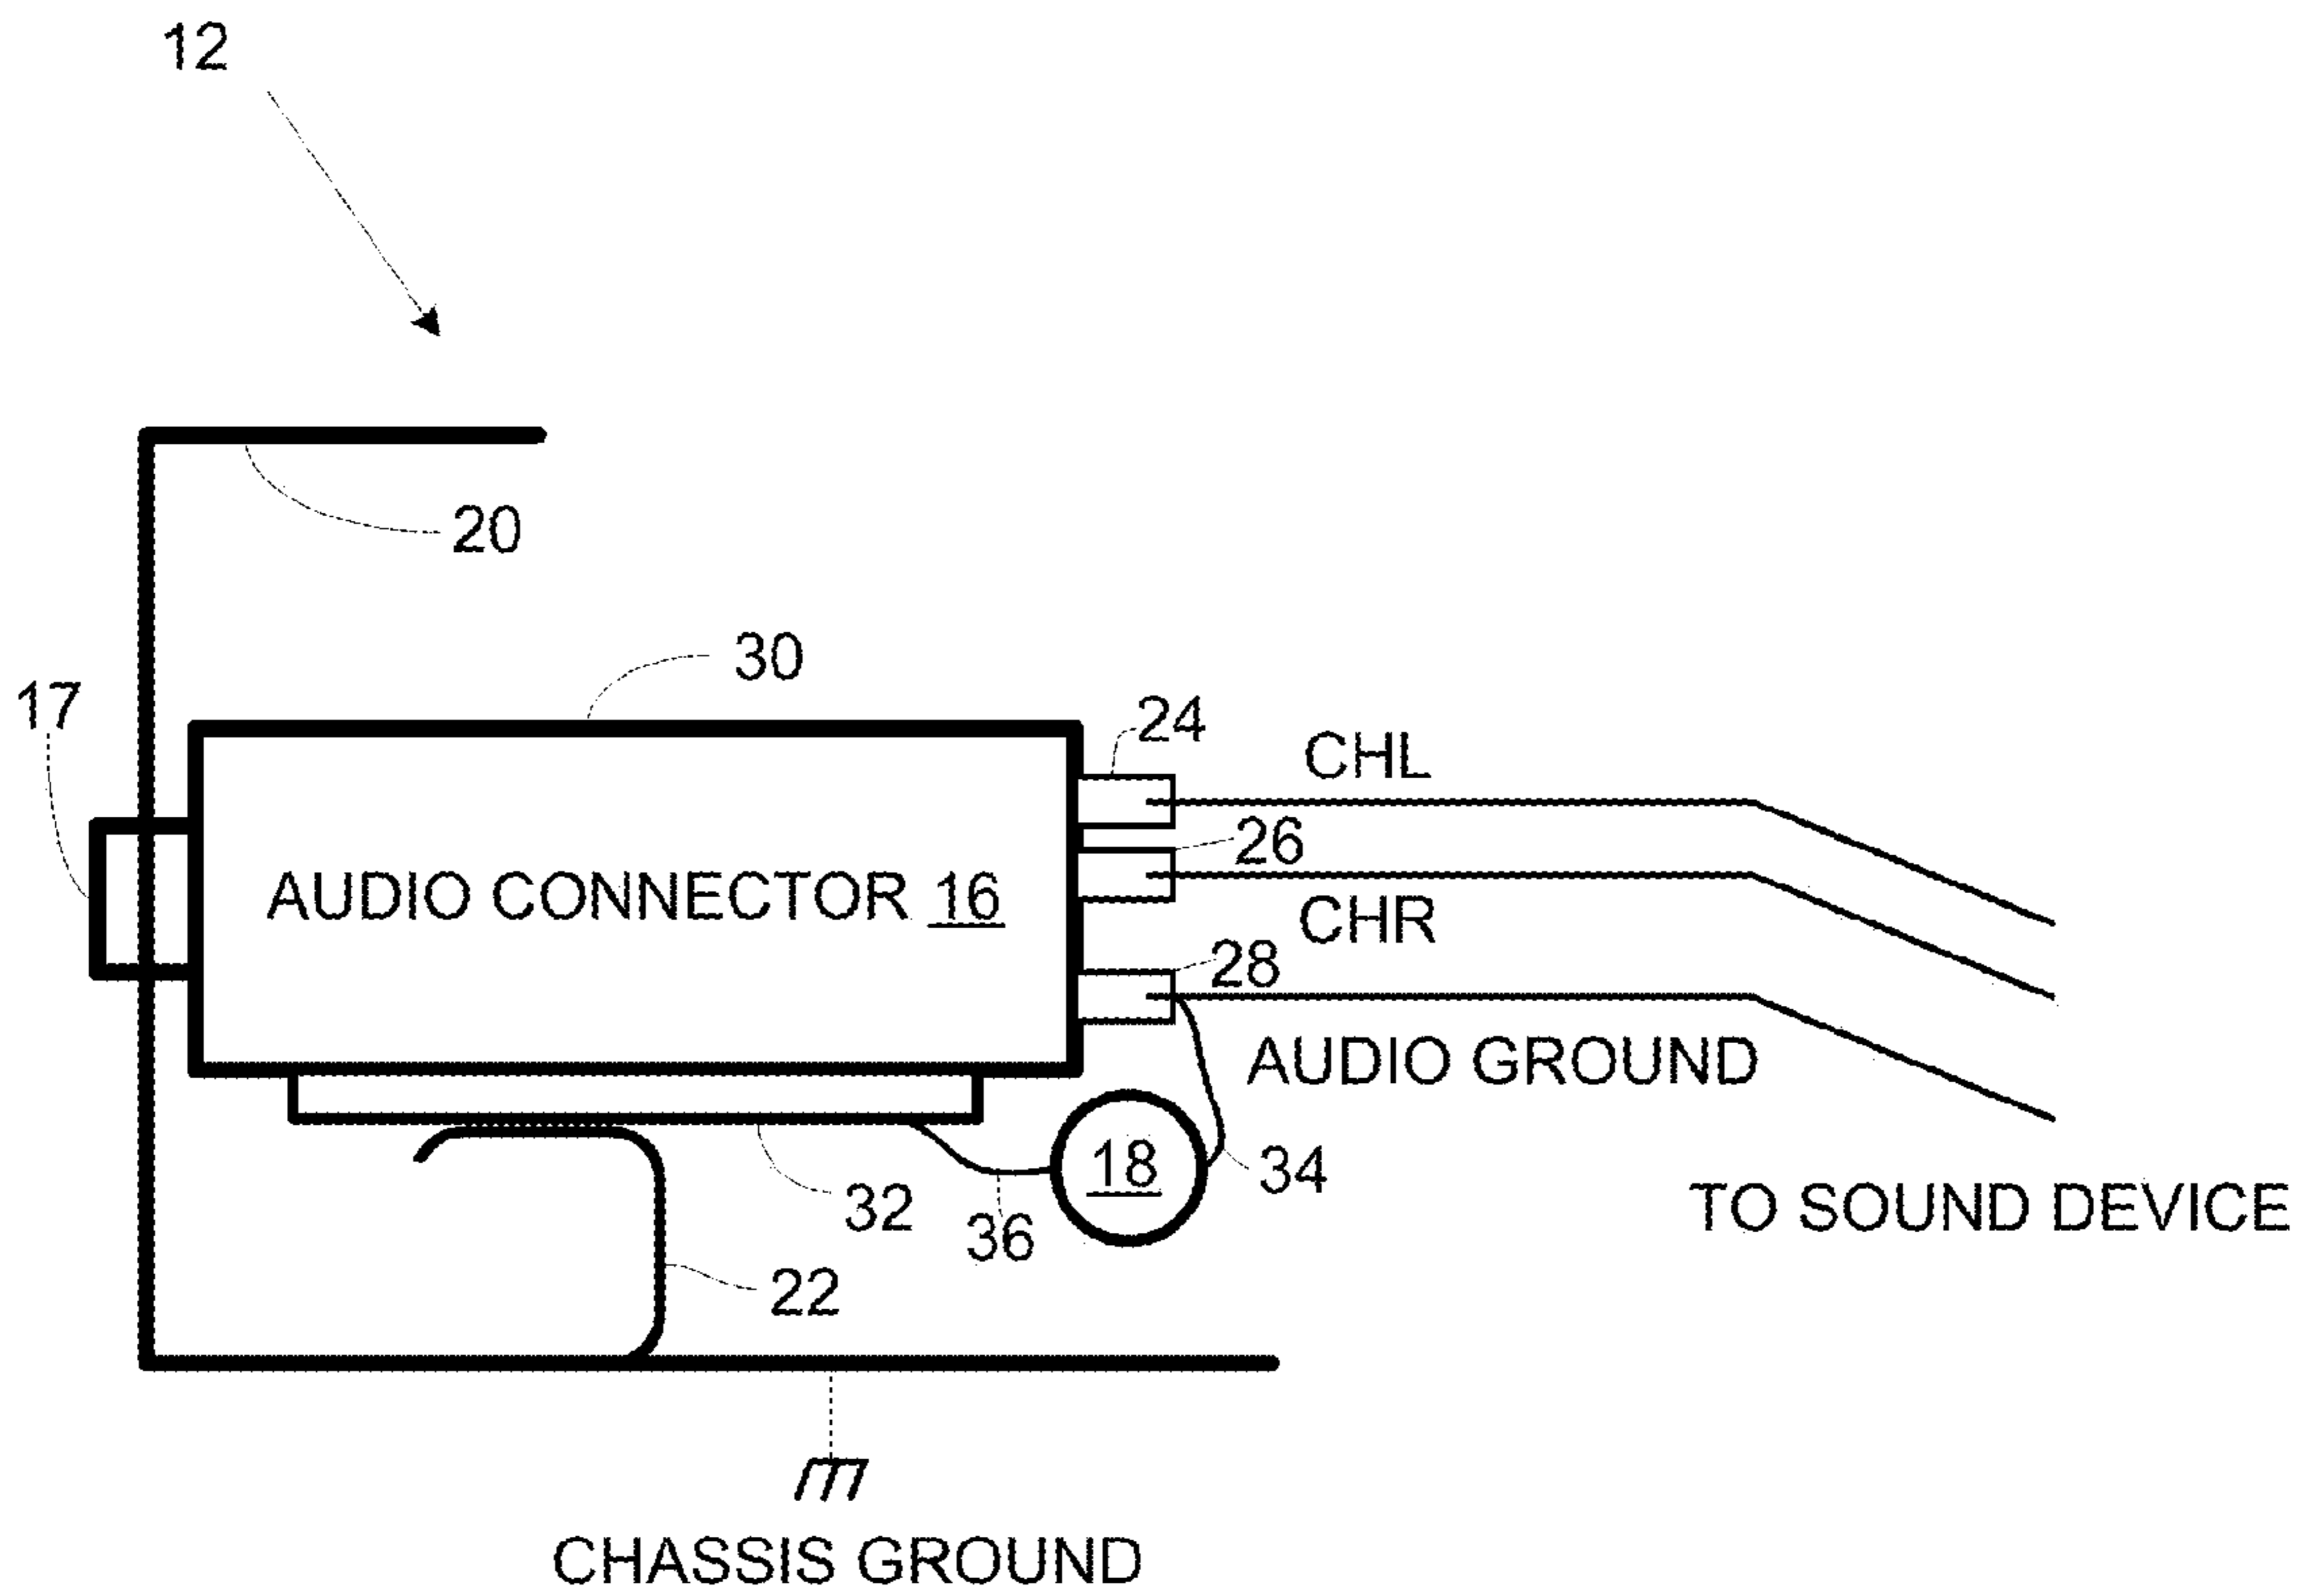 12
20
30
17
24
CHL
26
AUDIO CONNECTOR 16
CHR
28
AUDIO GROUND
18
34
32
36
TO SOUND DEVICE
22
CHASSIS GROUND